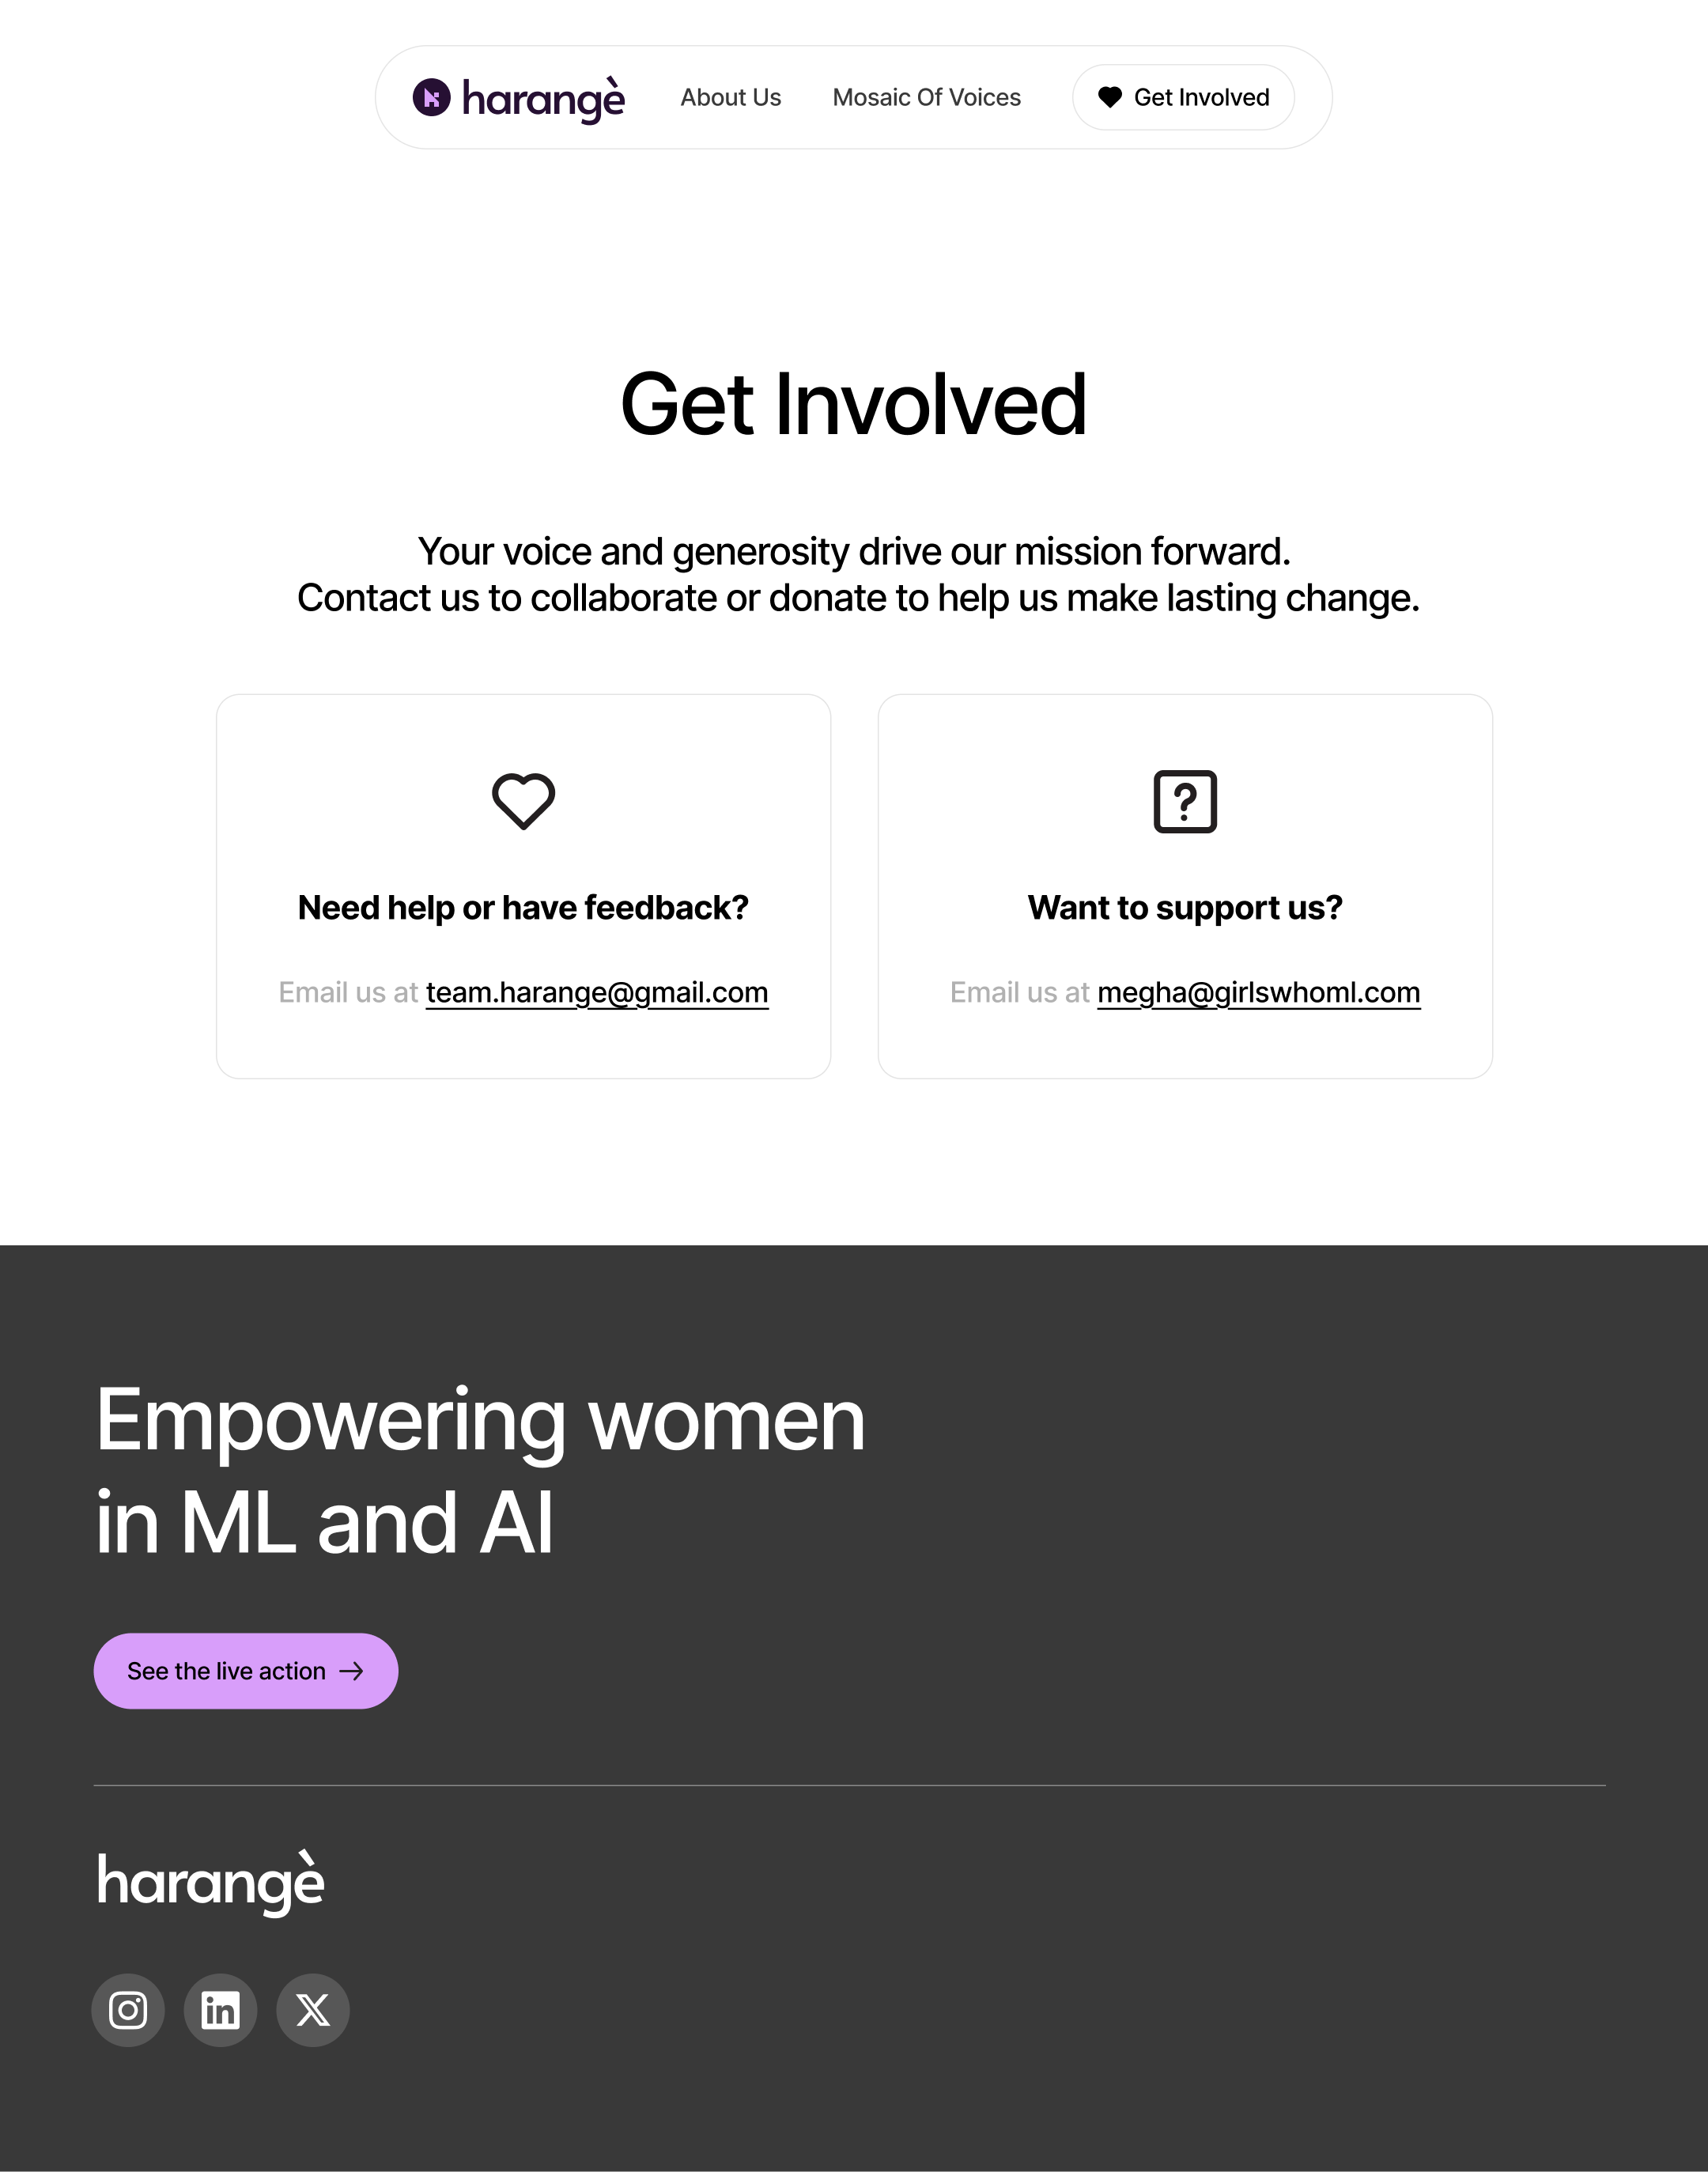 harangè
About Us
Mosaic Of Voices
Get Involved
Get Involved
Your voice and generosity drive our mission forward.
Contact us to collaborate or donate to help us make lasting change.
Need help or have feedback?
Email us at team.harange@gmail.com
Want to support us?
Email us at megha@girlswhoml.com
Empowering women
in ML and AI
See the live action
harangè